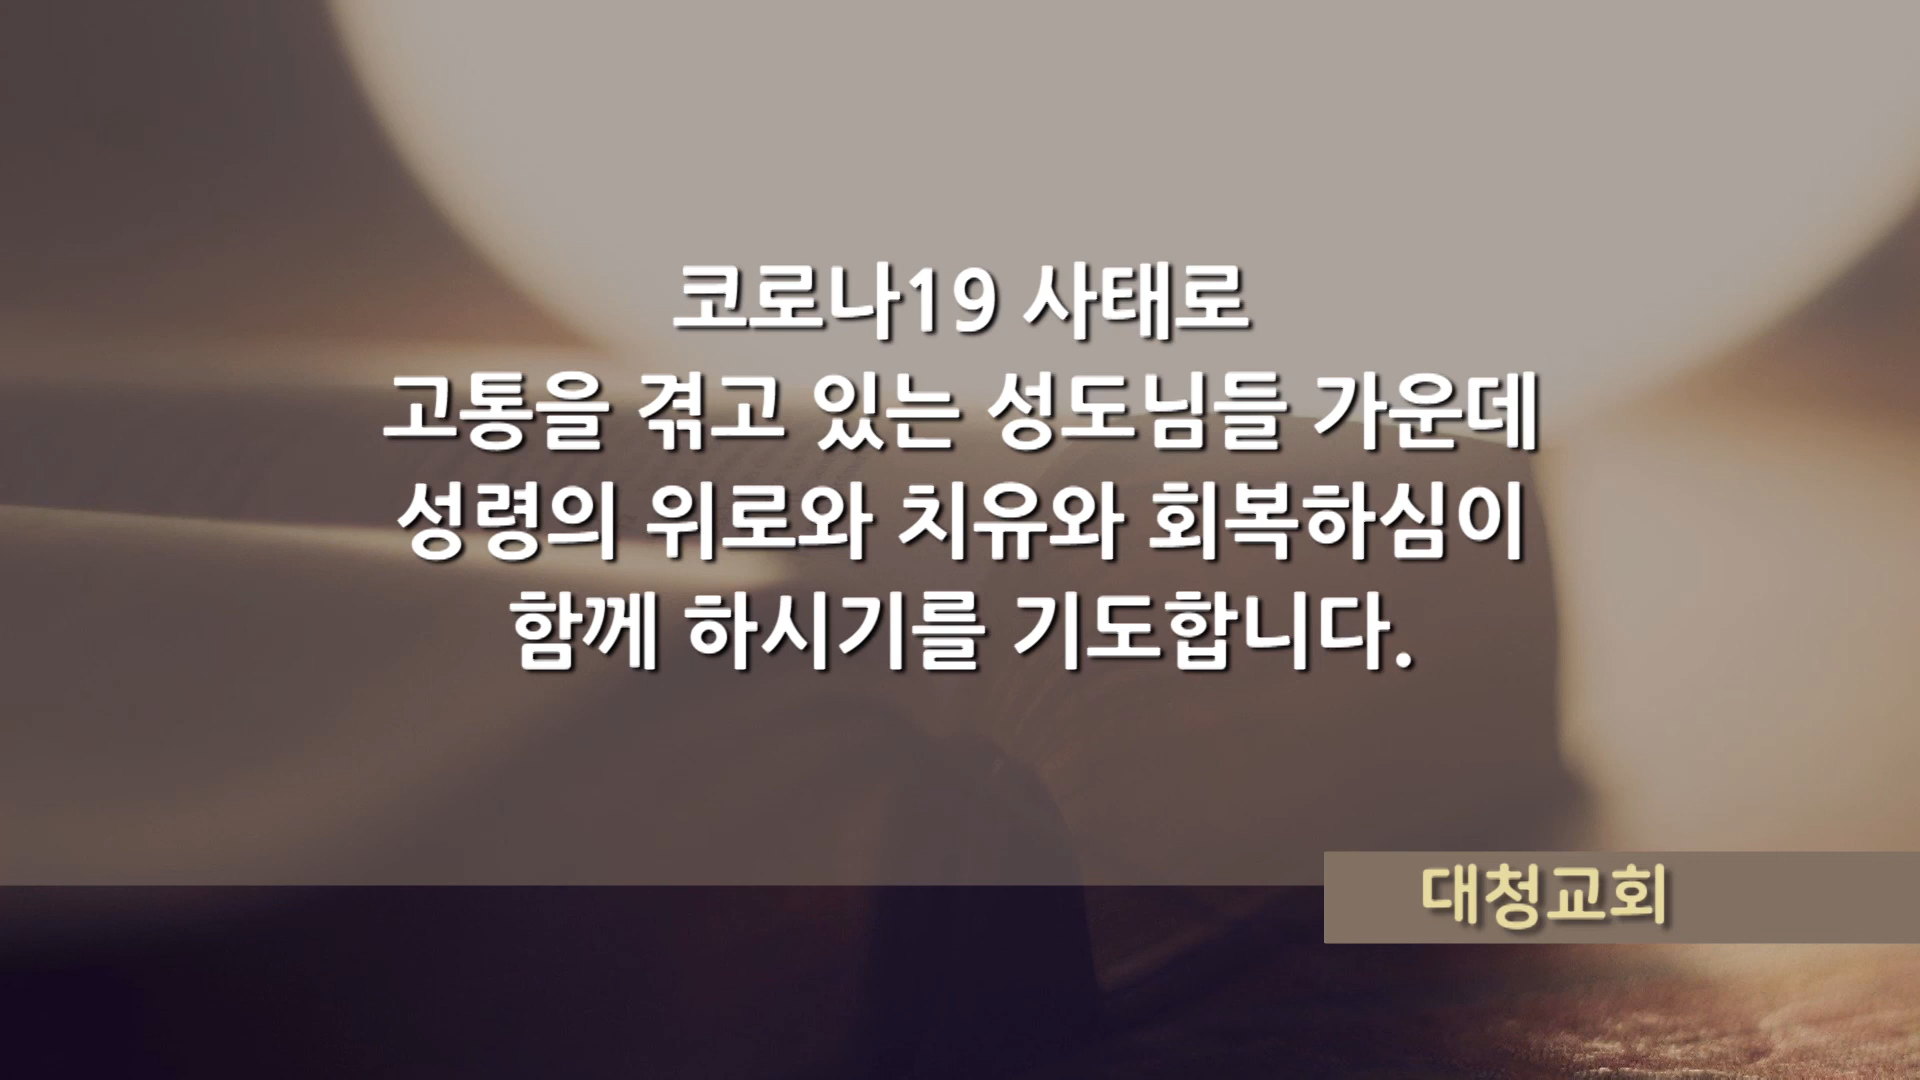 코로나19 사태로
고통을 겪고 있는 성도님들 가운데
성령의 위로와 치유와 회복하심이
함께 하시기를 기도합니다.
대청교회